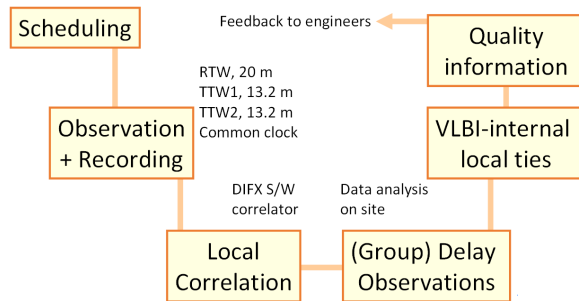 Scheduling
Feedback to engineers
Quality
information
RTW, 20 m
TTW1, 13.2 m
TTW2, 13.2 m
Common clock
Observation
+ Recording
VLBI-internal
local ties
DIFX S/W
correlator
Data analysis
on site
Local
Correlation
(Group) Delay
Observations